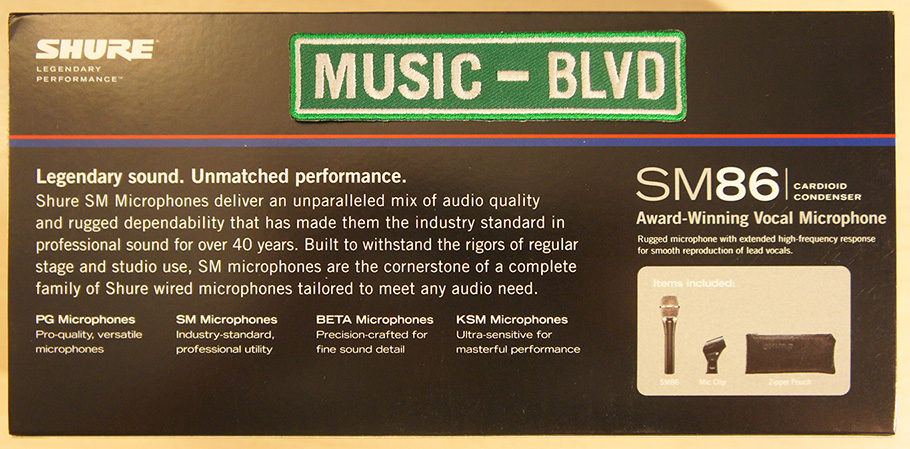 SHURE
LEGENDARY
PERFORMANCE™
MUSIC – BLVD
Legendary sound. Unmatched performance.
Shure SM Microphones deliver an unparalleled mix of audio quality
and rugged dependability that has made them the industry standard in
professional sound for over 40 years. Built to withstand the rigors of regular
stage and studio use, SM microphones are the cornerstone of a complete
family of Shure wired microphones tailored to meet any audio need.
PG Microphones
Pro-quality, versatile
microphones
SM Microphones
Industry-standard,
professional utility
BETA Microphones
Precision-crafted for
fine sound detail
KSM Microphones
Ultra-sensitive for
masterful performance
SM86
CARDIOID
CONDENSER
Award-Winning Vocal Microphone
Rugged microphone with extended high-frequency response
for smooth reproduction of lead vocals.
Items included:
SM86
Mic Clip
Zipper Pouch